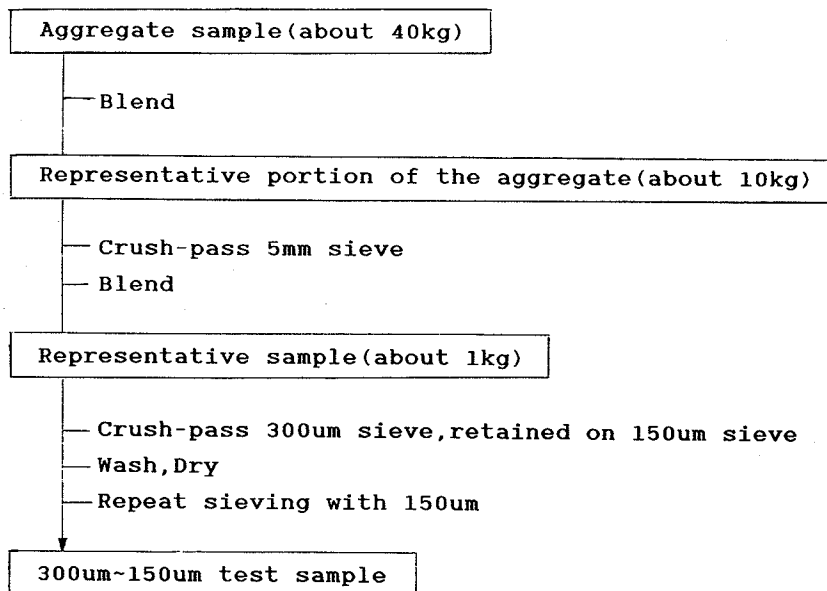 Aggregate sample(about 40kg)
Blend
Representative portion of the aggregate(about 10kg)
Crush-pass 5mm sieve
Blend
Representative sample(about 1kg)
Crush-pass 300um sieve,retained on 150um sieve
Wash,Dry
Repeat sieving with 150um
300um~150um test sample